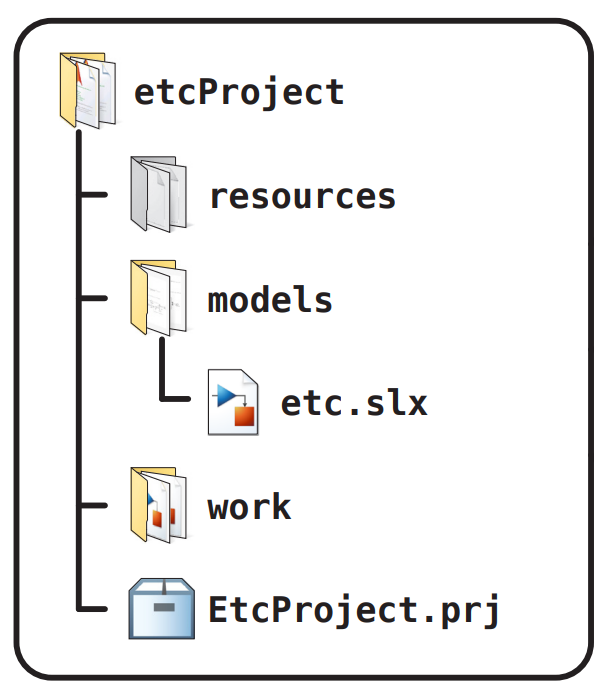 etcProject
resources
models
etc.slx
work
EtcProject.prj